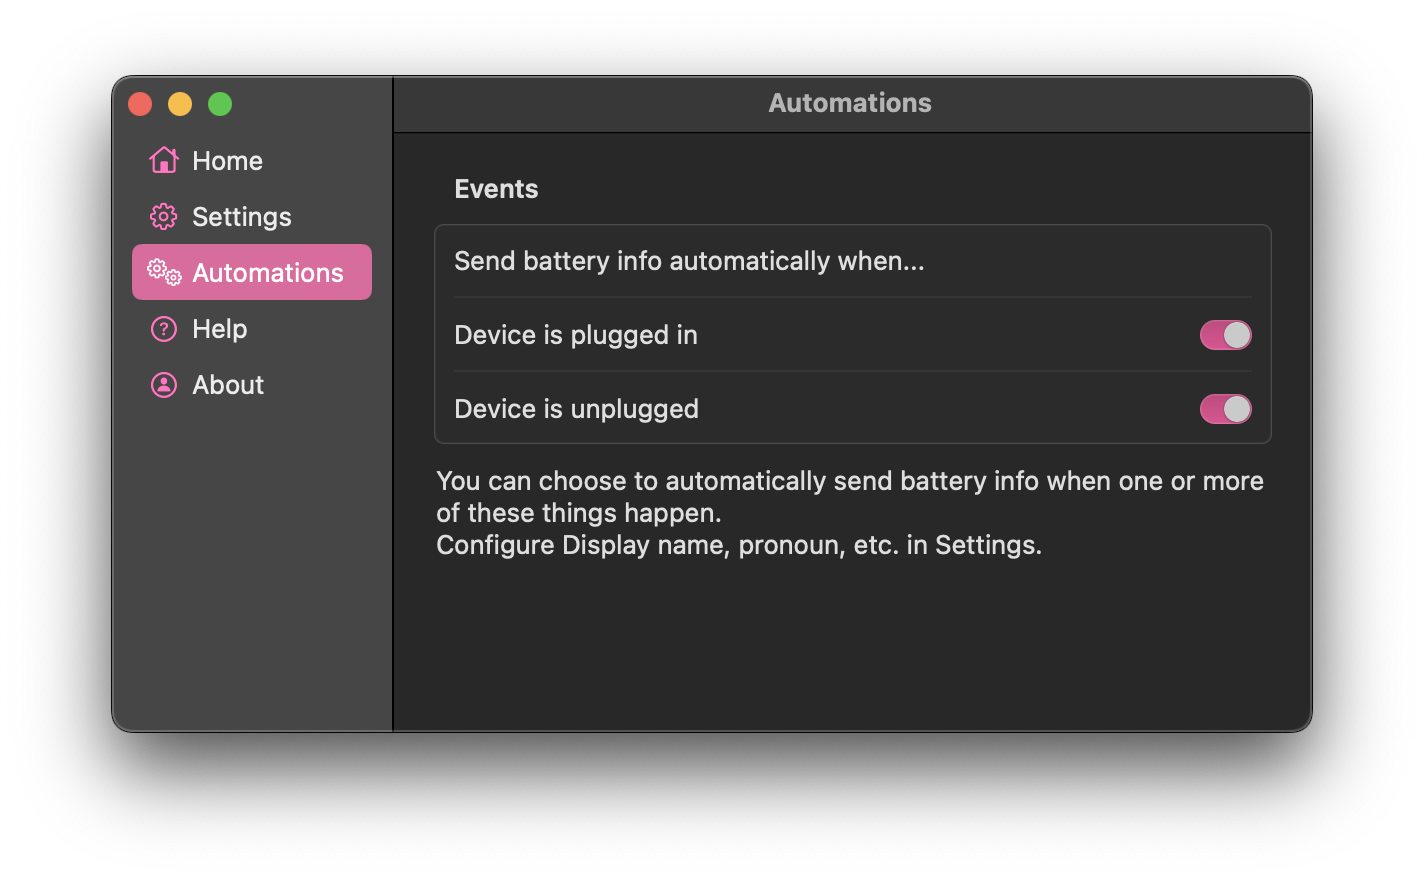 Automations
Home
Settings
Automations
Help
About
Events
Send battery info automatically when...
Device is plugged in
Device is unplugged
You can choose to automatically send battery info when one or more
of these things happen.
Configure Display name, pronoun, etc. in Settings.